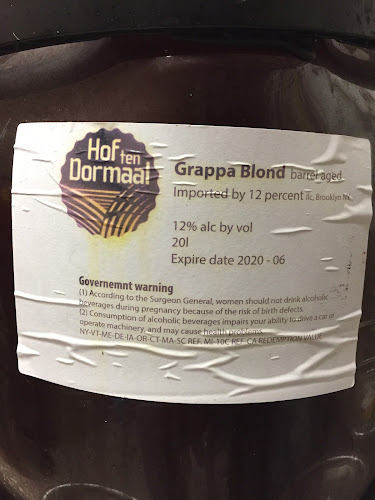 Hof ten
Dormaal
Grappa Blond barrel aged
Imported by 12 percent llc, Brooklyn NY
12% alc by vol
20l
Expire date 2020 - 06
Governemnt warning
(1) According to the Surgeon General, women should not drink alcoholic
beverages during pregnancy because of the risk of birth defects.
(2) Consumption of alcoholic beverages impairs your ability to drive a car or
operate machinery, and may cause health problems.
NY-VT-ME-DE-IA-OR-CT-MA-5C REF. MI-10C REF. CA REDEMPTION VALUE